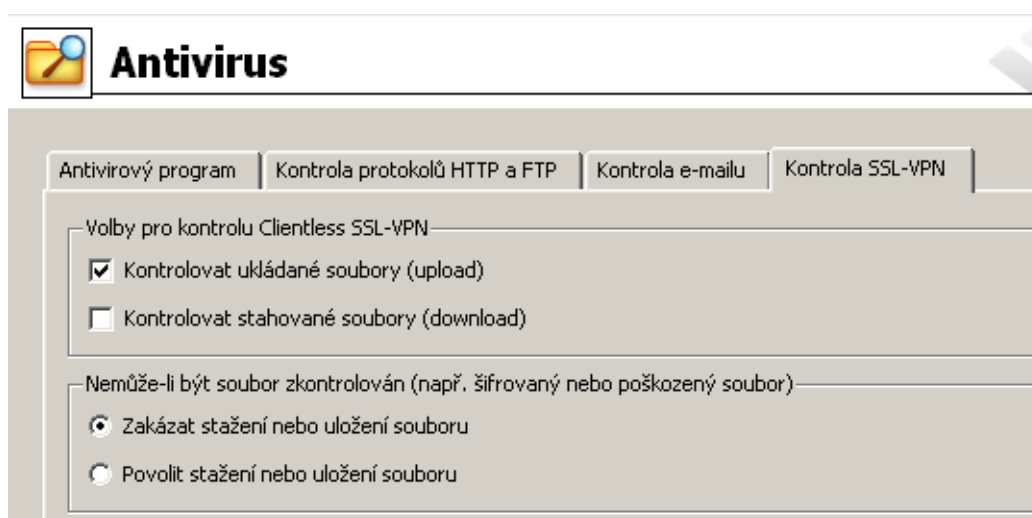 Antivirus
Antivirový program Kontrola protokolů HTTP a FTP Kontrola e-mailu Kontrola SSL-VPN
Volby pro kontrolu Clientless SSL-VPN
Kontrolovat ukládané soubory (upload)
Kontrolovat stahované soubory (download)
Nemůže-li být soubor zkontrolován (např. šifrovaný nebo poškozený soubor)
Zakázat stažení nebo uložení souboru
Povolit stažení nebo uložení souboru